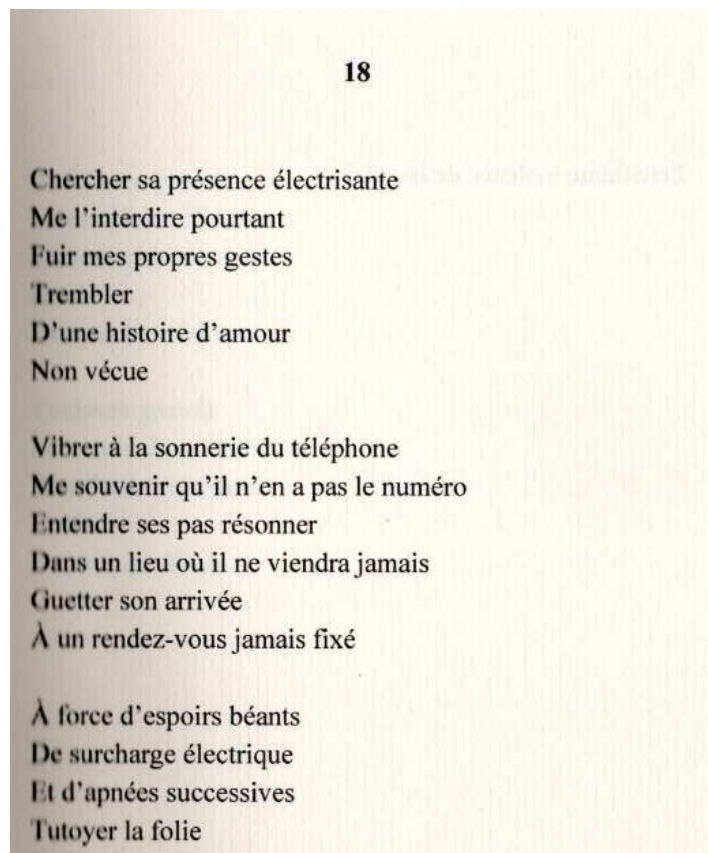 18
Chercher sa présence électrisante
Me l'interdire pourtant
Fuir mes propres gestes
Trembler
D'une histoire d'amour
Non vécue
Vibrer à la sonnerie du téléphone
Me souvenir qu'il n'en a pas le numéro
Entendre ses pas résonner
Dans un lieu où il ne viendra jamais
Guetter son arrivée
À un rendez-vous jamais fixé
À force d'espoirs béants
De surcharge électrique
Et d'apnées successives
Tutoyer la folie